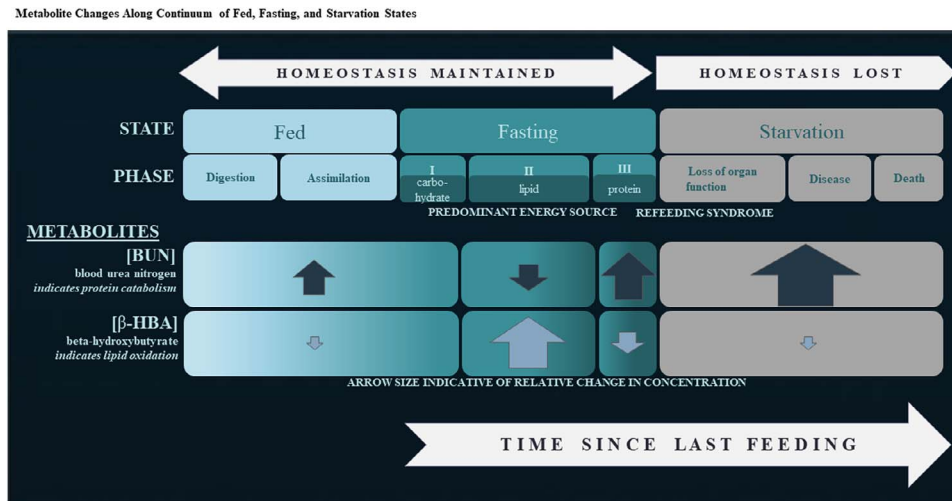 Metabolite Changes Along Continuum of Fed, Fasting, and Starvation States
HOMEOSTASIS MAINTAINED
HOMEOSTASIS LOST
STATE
Fed
Fasting
Starvation
PHASE
Digestion
Assimilation
I
carbo-
hydrate
II
lipid
III
protein
Loss of organ
function
Disease
Death
PREDOMINANT ENERGY SOURCE
REFEEDING SYNDROME
METABOLITES
[BUN]
blood urea nitrogen
indicates protein catabolism
[β-HBA]
beta-hydroxybutyrate
indicates lipid oxidation
ARROW SIZE INDICATIVE OF RELATIVE CHANGE IN CONCENTRATION
TIME SINCE LAST FEEDING